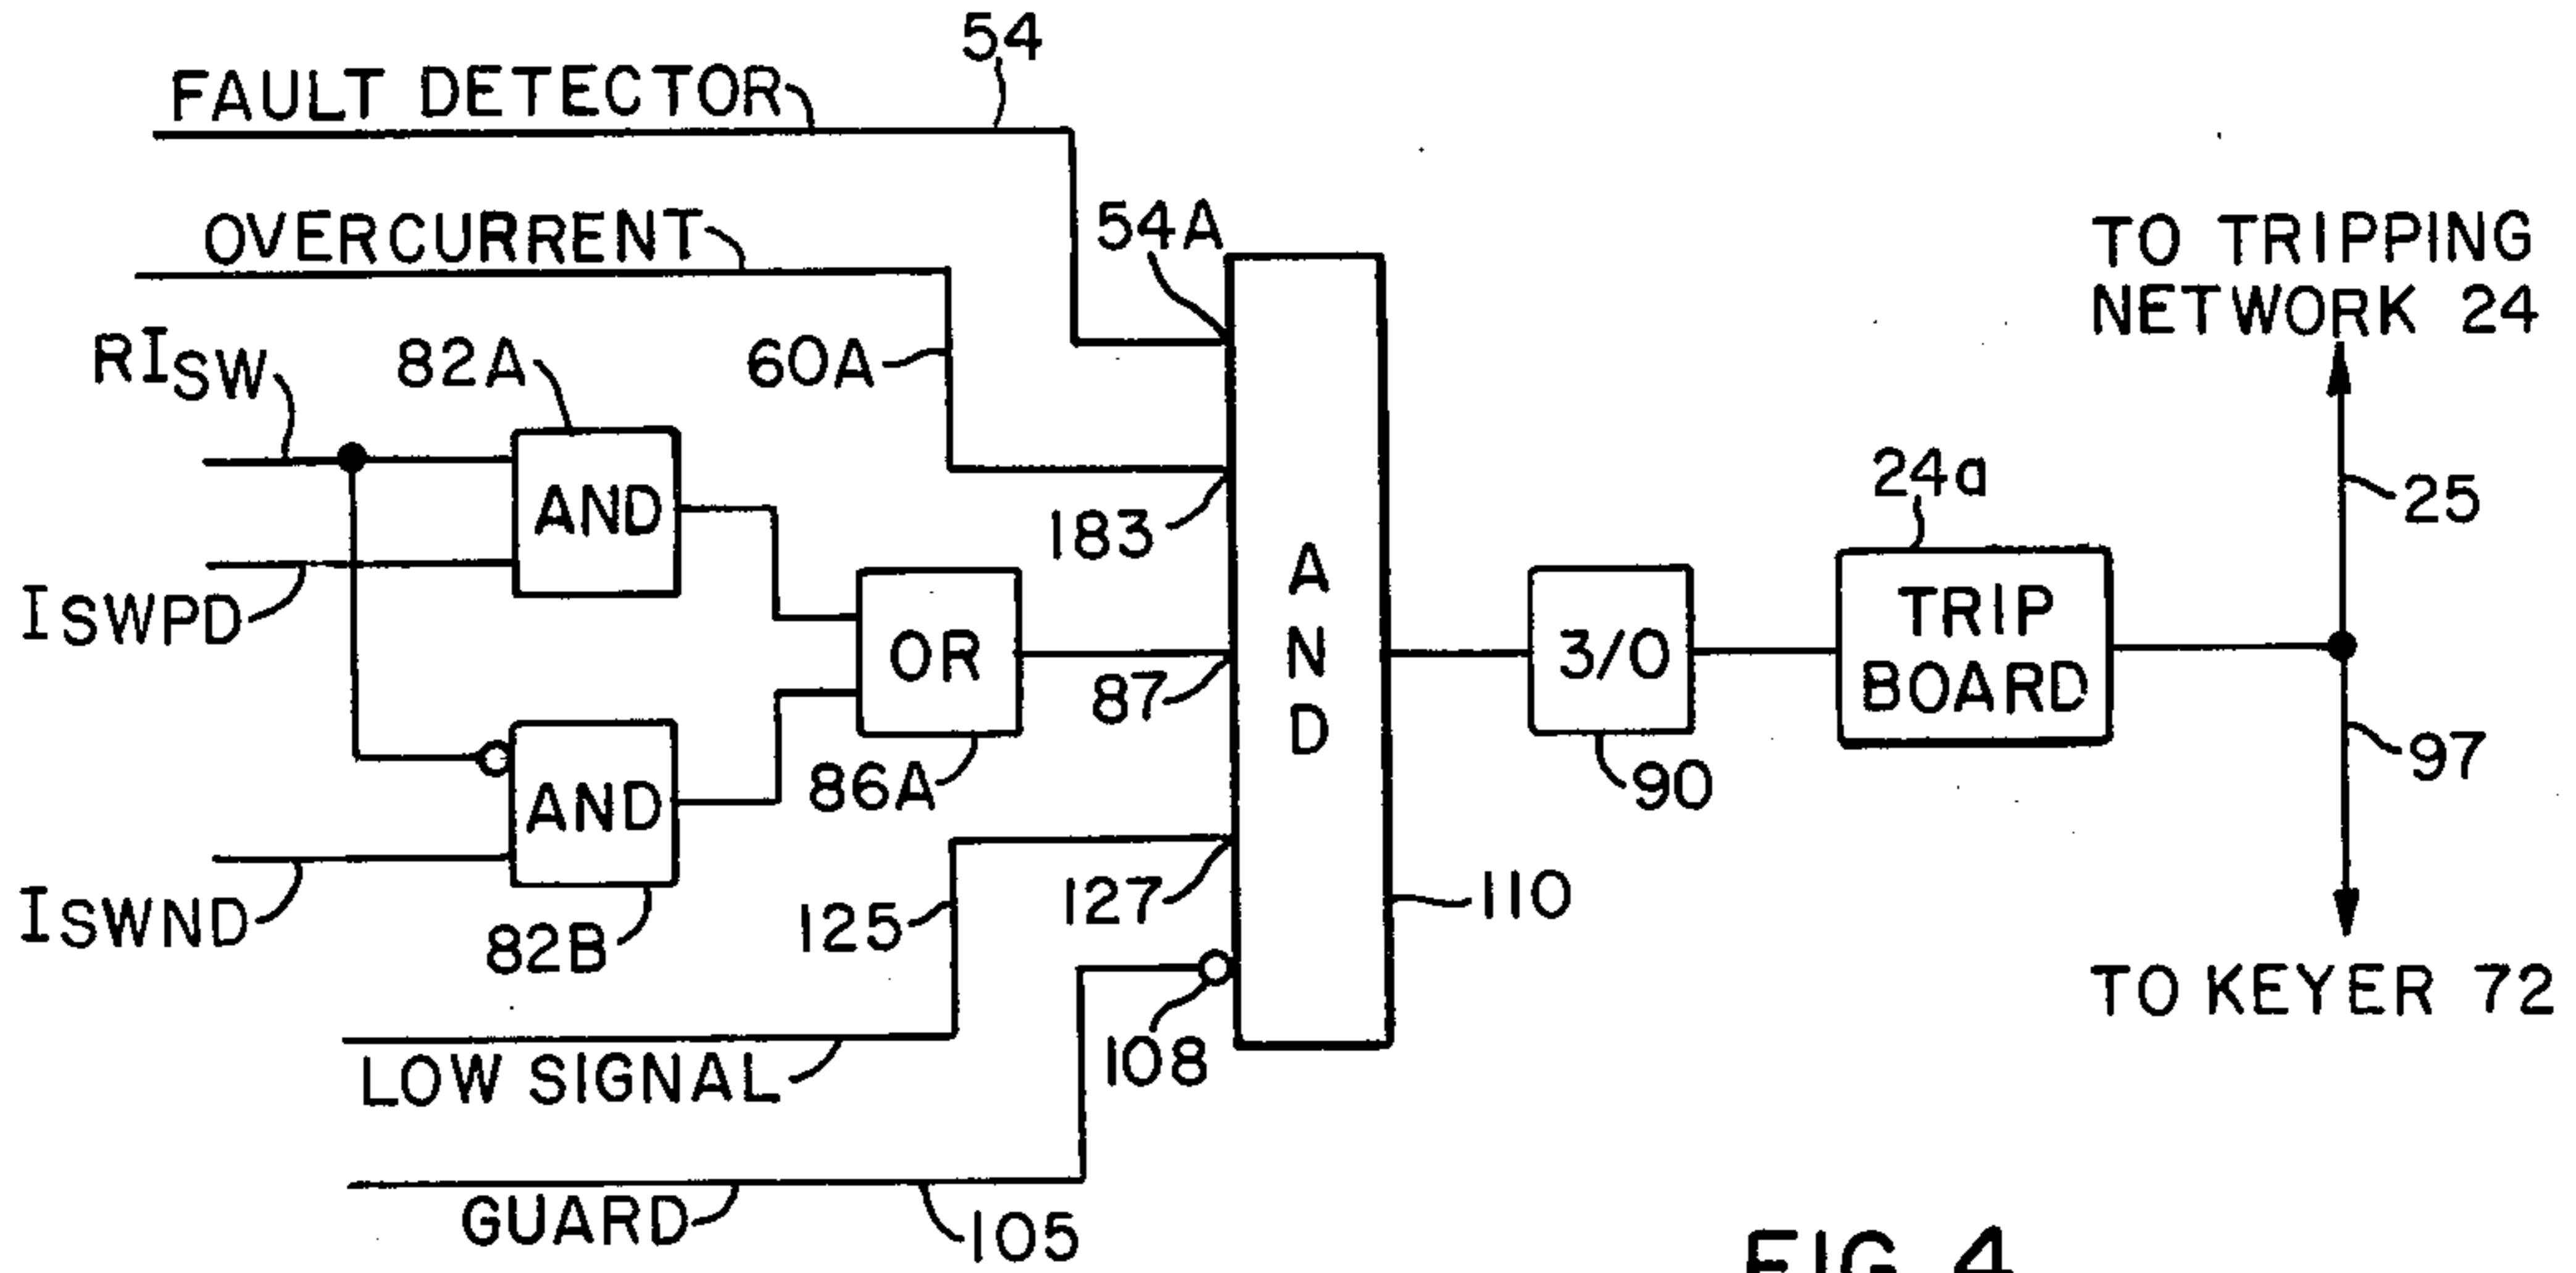 54
FAULT DETECTOR
OVERCURRENT
54A
TO TRIPPING
NETWORK 24
RISW
82A
60A
24a
25
AND
183
ISWPD
A
N
D
OR
87
3/0
TRIP
BOARD
86A
90
97
AND
ISWND
82B
125
127
110
TO KEYER 72
108
LOW SIGNAL
GUARD
105
FIG. 4